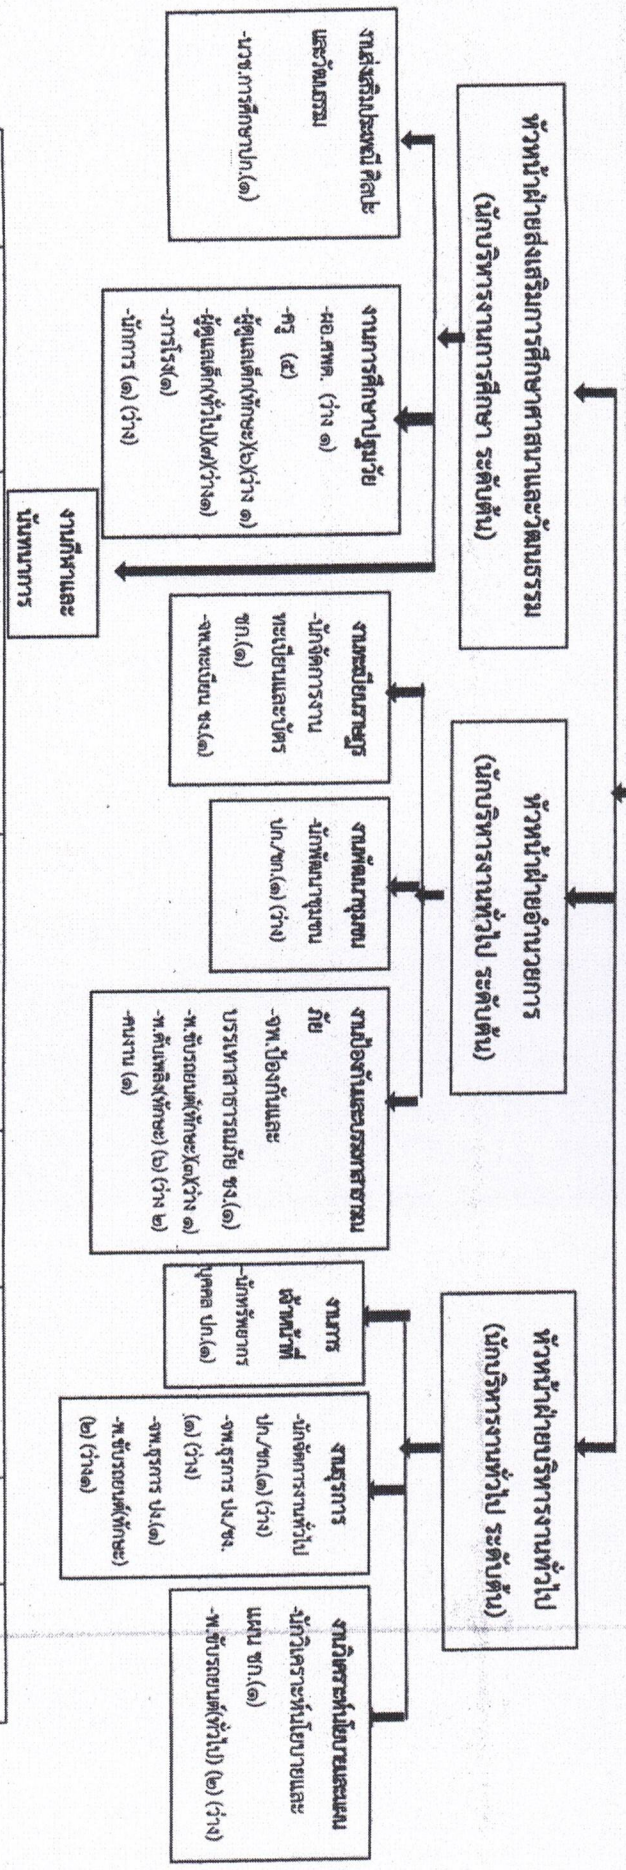 หัวหน้าฝ่ายส่งเสริมการศึกษาศาสนาและวัฒนธรรม
(นักบริหารงานการศึกษา ระดับต้น)
งานส่งเสริมประเพณี ศิลปะ
และวัฒนธรรม
-นวช.การศึกษาปก.(๑)
งานการศึกษาปฐมวัย
-ผอ.ศพด. (ว่าง ๑)
-ครู (๕)
-ผู้ดูแลเด็ก(ทักษะ)(๖)(ว่าง ๑)
-ผู้ดูแลเด็ก(ทั่วไป)(๗)(ว่าง๑)
-ภารโรง(๑)
-นักการ (๑) (ว่าง)
งานกีฬาและ
นันทนาการ
หัวหน้าฝ่ายอำนวยการ
(นักบริหารงานทั่วไป ระดับต้น)
งานทะเบียนราษฎร
-นักจัดการงาน
ทะเบียนและบัตร
ชก.(๑)
-จพ.ทะเบียน ชง.(๑)
งานพัฒนาชุมชน
-นักพัฒนาชุมชน
ปก/ชก.(๑) (ว่าง)
งานป้องกันและบรรเทาสาธารณ
ภัย
-จพ.ป้องกันและ
บรรเทาสาธารณภัย ชง.(๑)
-พ.ขับรถยนต์(ทักษะ)(๓)(ว่าง ๑)
-พ.ดับเพลิง(ทักษะ) (๖) (ว่าง ๒)
-คนงาน (๑)
หัวหน้าฝ่ายบริหารงานทั่วไป
(นักบริหารงานทั่วไป ระดับต้น)
งานการ
เจ้าหน้าที่
-นักทรัพยากร
บุคคล ปก.(๑)
งานธุรการ
-นักจัดการงานทั่วไป
ปก/ชก.(๑) (ว่าง)
-จพ.ธุรการ ปง/ชง.
(๑) (ว่าง)
-จพ.ธุรการ ปง.(๑)
-พ.ขับรถยนต์(ทักษะ)
(๒) (ว่าง๑)
งานวิเคราะห์นโยบายและแผน
-นักวิเคราะห์นโยบายและ
แผน ชก.(๑)
-พ.ขับรถยนต์(ทั่วไป) (๒) (ว่าง)